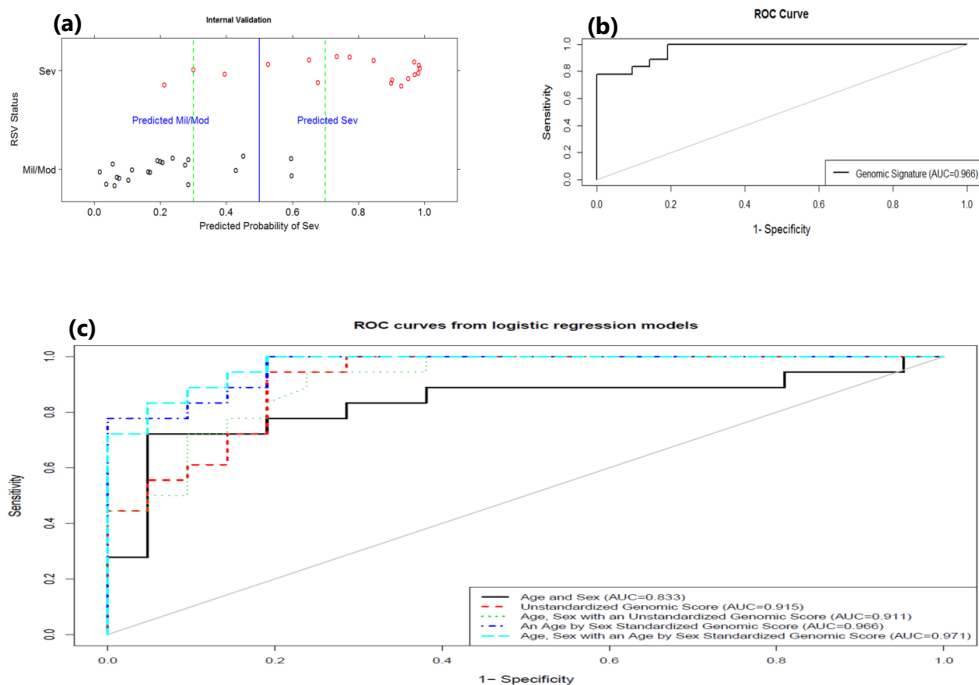 (a)
Internal Validation
RSV Status
Sev
Mil/Mod
Predicted Mil/Mod
Predicted Sev
0.0 0.2 0.4 0.6 0.8 1.0
Predicted Probability of Sev
(b)
ROC Curve
Sensitivity
0.0 0.2 0.4 0.6 0.8 1.0
Genomic Signature (AUC=0.966)
0.0 0.2 0.4 0.6 0.8 1.0
1- Specificity
(c)
ROC curves from logistic regression models
Sensitivity
0.0 0.2 0.4 0.6 0.8 1.0
Age and Sex (AUC=0.833)
Unstandardized Genomic Score (AUC=0.915)
Age, Sex with an Unstandardized Genomic Score (AUC=0.911)
An Age by Sex Standardized Genomic Score (AUC=0.966)
Age, Sex with an Age by Sex Standardized Genomic Score (AUC=0.971)
0.0 0.2 0.4 0.6 0.8 1.0
1− Specificity